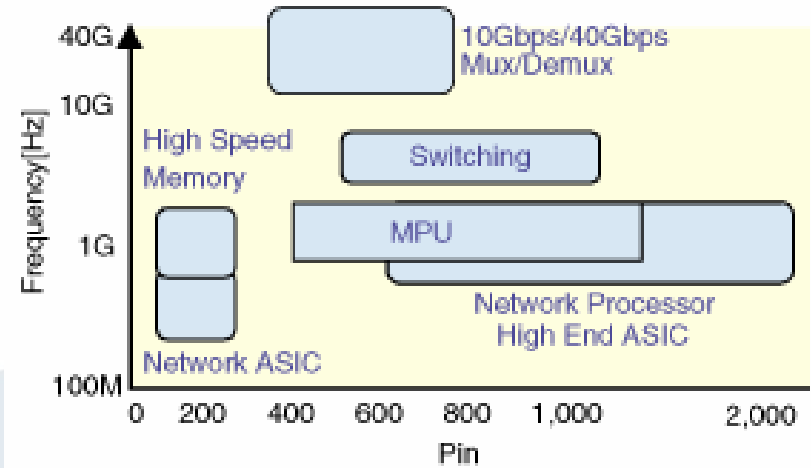 40G
10Gbps/40Gbps
Mux/Demux
10G
High Speed
Memory
Switching
Frequency[Hz]
1G
MPU
Network Processor
High End ASIC
Network ASIC
100M
0 200 400 600 800 1,000 2,000
Pin